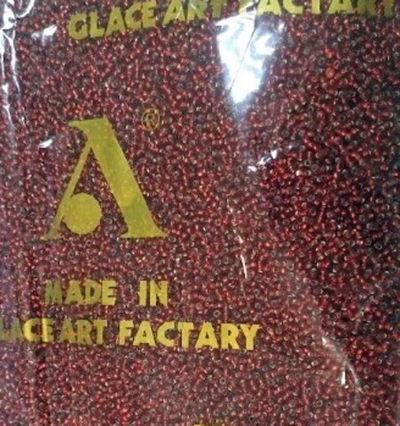 GLACE ART FACTARY
A®
MADE IN
LACE ART FACTARY